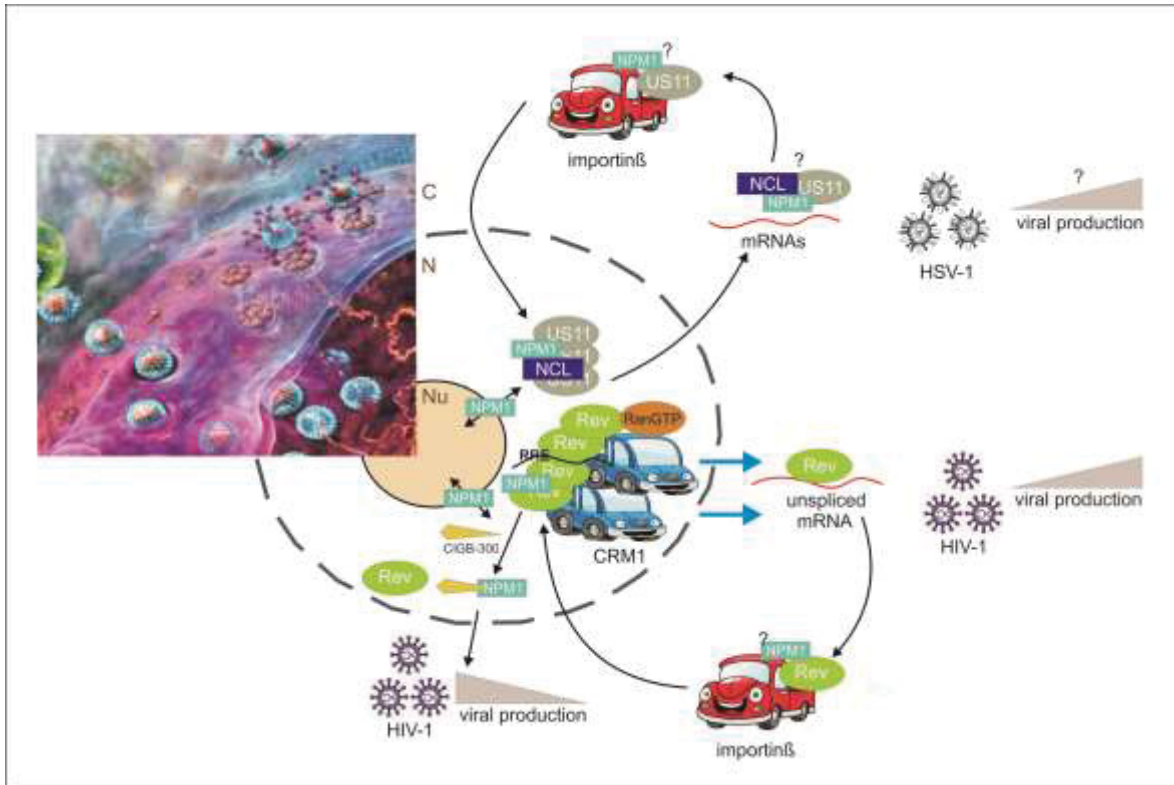 ?
NPM1
US11
importinß
?
NCL
US11
NPM1
mRNAs
?
viral production
HSV-1
C
N
US11
NPM1
US11
NCL
Nu
NPM1
Rev
RanGTP
Rev
RRE
Rev
NPM1
Rev
NPM1
CIGB-300
CRM1
Rev
unspliced
mRNA
viral production
HIV-1
Rev
NPM1
?
NPM1
Rev
importinß
viral production
HIV-1